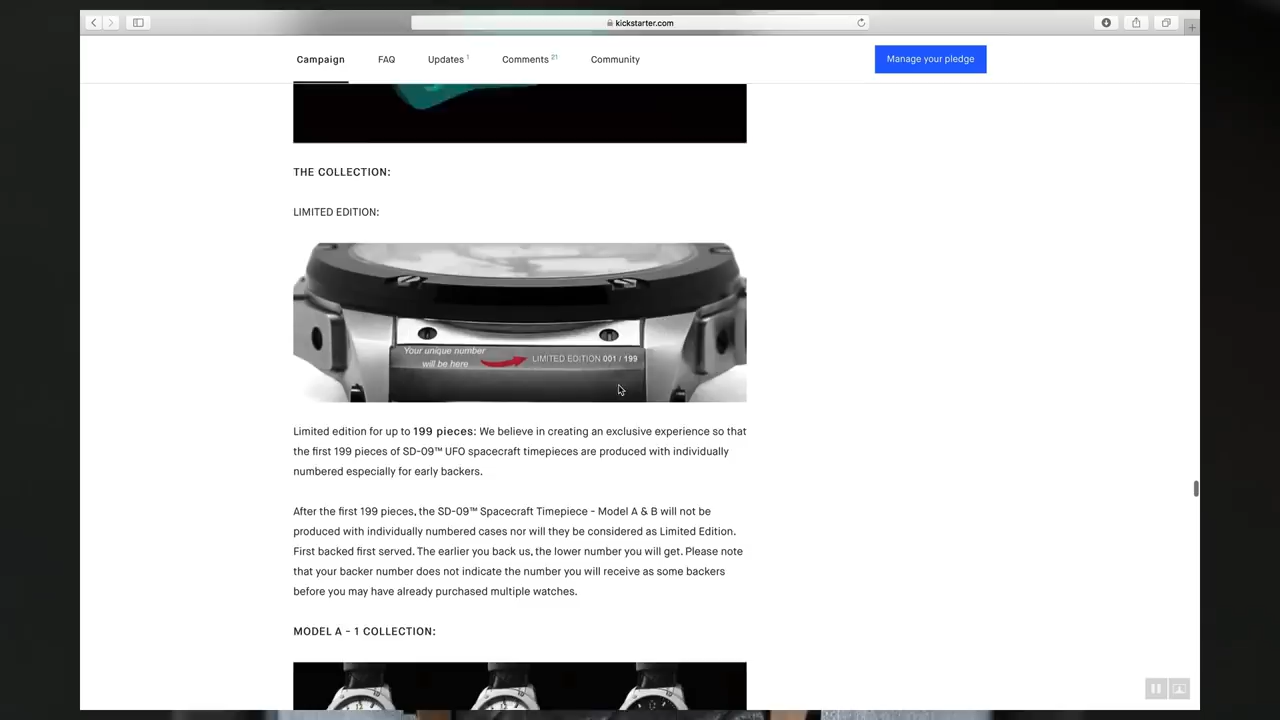 kickstarter.com
Campaign FAQ Updates 1 Comments 21 Community Manage your pledge
THE COLLECTION:
LIMITED EDITION:
Your unique number
will be here
LIMITED EDITION 001 / 199
Limited edition for up to 199 pieces: We believe in creating an exclusive experience so that
the first 199 pieces of SD-09™ UFO spacecraft timepieces are produced with individually
numbered especially for early backers.
After the first 199 pieces, the SD-09™ Spacecraft Timepiece - Model A & B will not be
produced with individually numbered cases nor will they be considered as Limited Edition.
First backed first served. The earlier you back us, the lower number you will get. Please note
that your backer number does not indicate the number you will receive as some backers
before you may have already purchased multiple watches.
MODEL A - 1 COLLECTION: